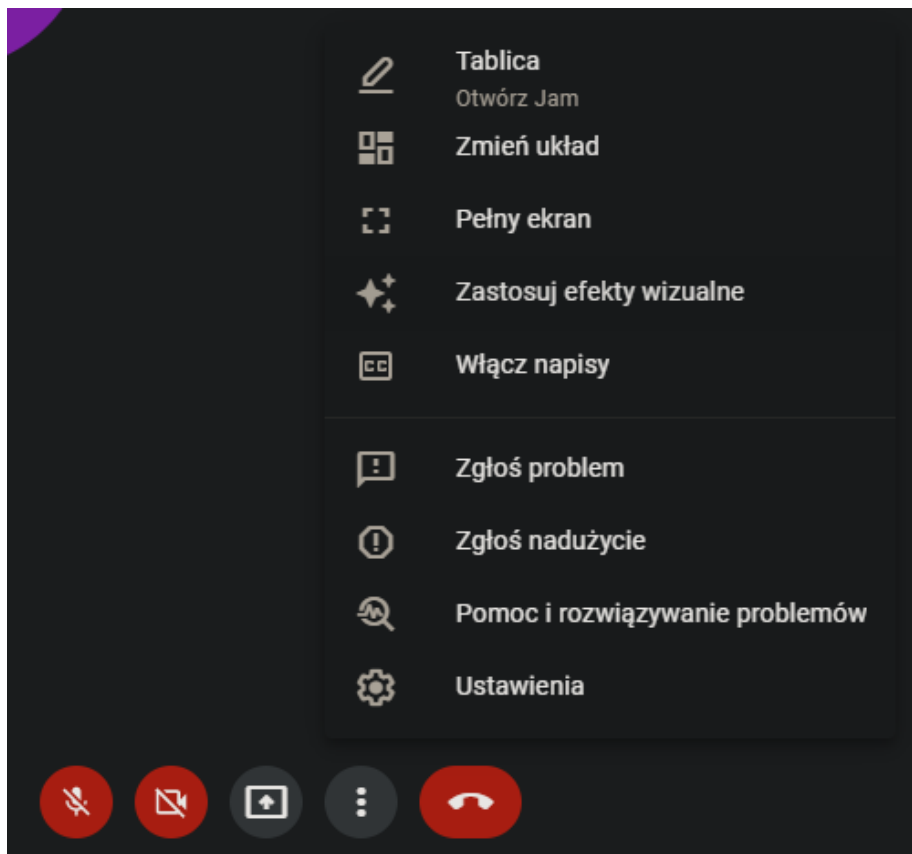 Tablica
Otwórz Jam
Zmień układ
Pełny ekran
Zastosuj efekty wizualne
Włącz napisy
Zgłoś problem
Zgłoś nadużycie
Pomoc i rozwiązywanie problemów
Ustawienia